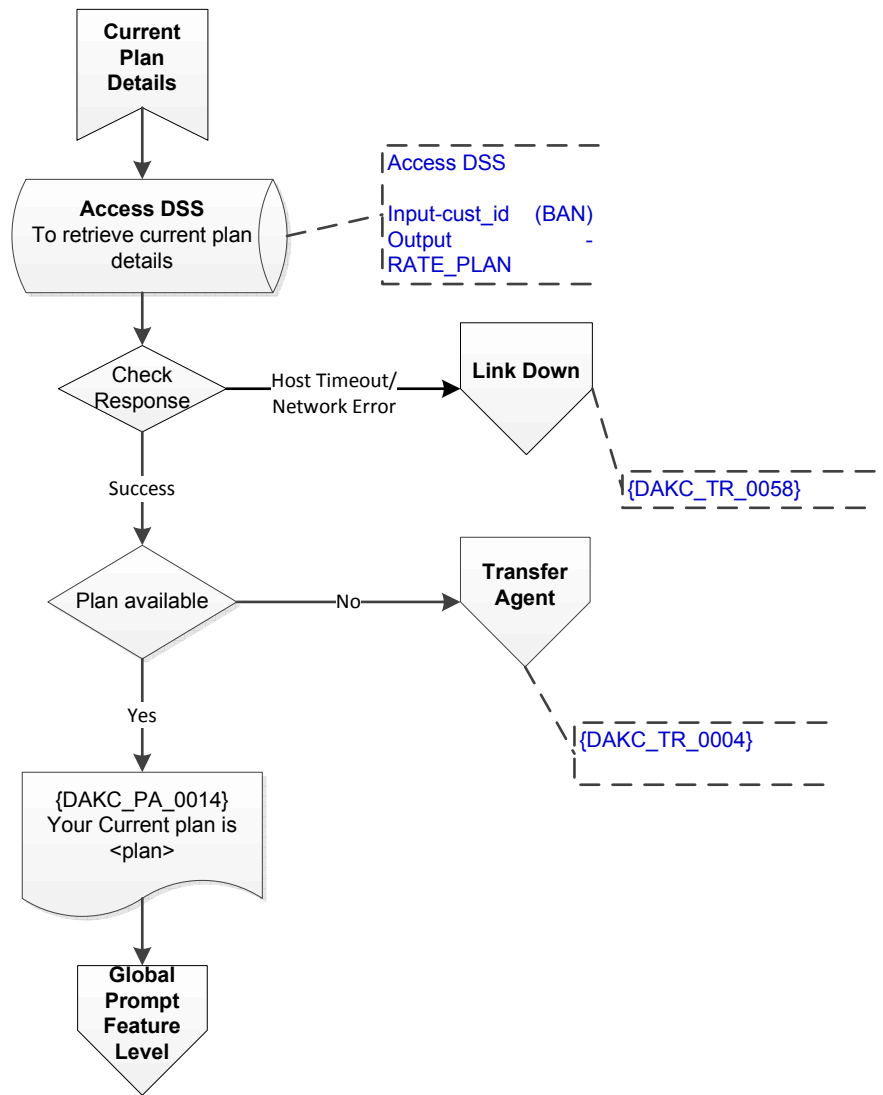 Current
Plan
Details
Access DSS
To retrieve current plan
details
Access DSS
Input-cust_id (BAN)
Output -
RATE_PLAN
Check
Response
Host Timeout/
Network Error
Link Down
{DAKC_TR_0058}
Success
Plan available
No
Transfer
Agent
{DAKC_TR_0004}
Yes
{DAKC_PA_0014}
Your Current plan is
<plan>
Global
Prompt
Feature
Level